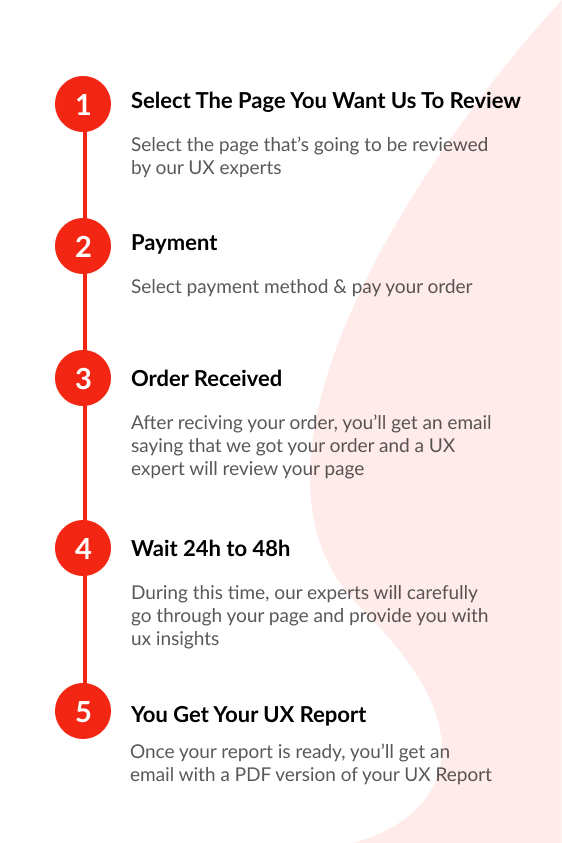 1
Select The Page You Want Us To Review
Select the page that’s going to be reviewed
by our UX experts
2
Payment
Select payment method & pay your order
3
Order Received
After reciving your order, you’ll get an email
saying that we got your order and a UX
expert will review your page
4
Wait 24h to 48h
During this time, our experts will carefully
go through your page and provide you with
ux insights
5
You Get Your UX Report
Once your report is ready, you’ll get an
email with a PDF version of your UX Report